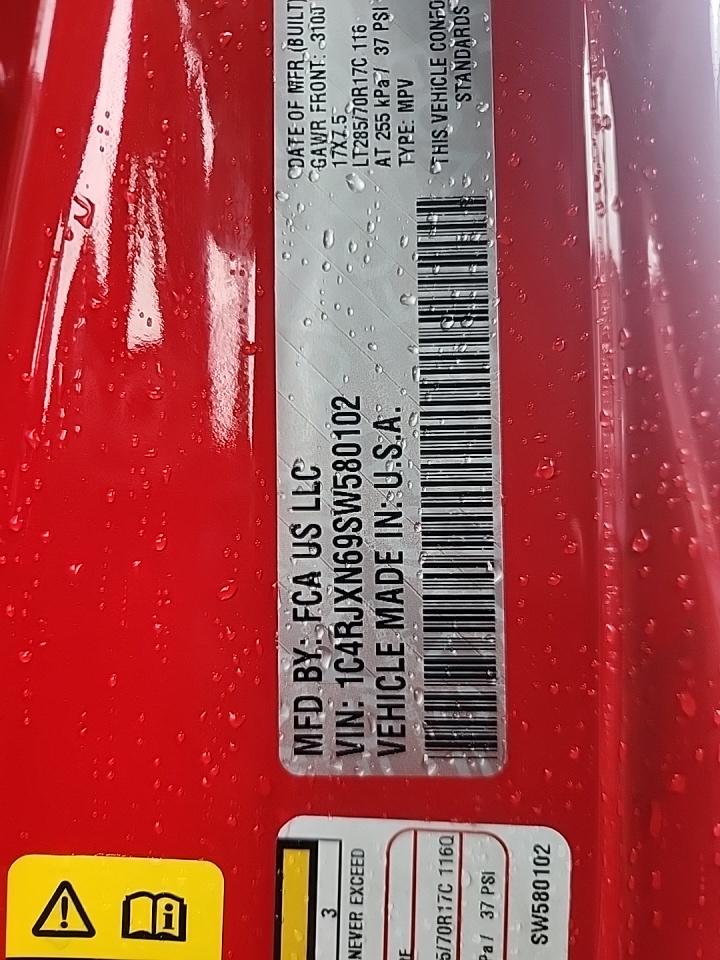 MFD BY: FCA US LLC
VIN: 1C4RJXN69SW580102
VEHICLE MADE IN: U.S.A.
DATE OF MFR (BUILT
GAWR FRONT: 310
17X7.5
LT285/70R17C 116
AT 255 kPa / 37 PSI
TYPE: MPV
THIS VEHICLE CONFO
STANDARDS
3
NEVER EXCEED
5/70R17C 116Q
Pa / 37 PSI
SW580102